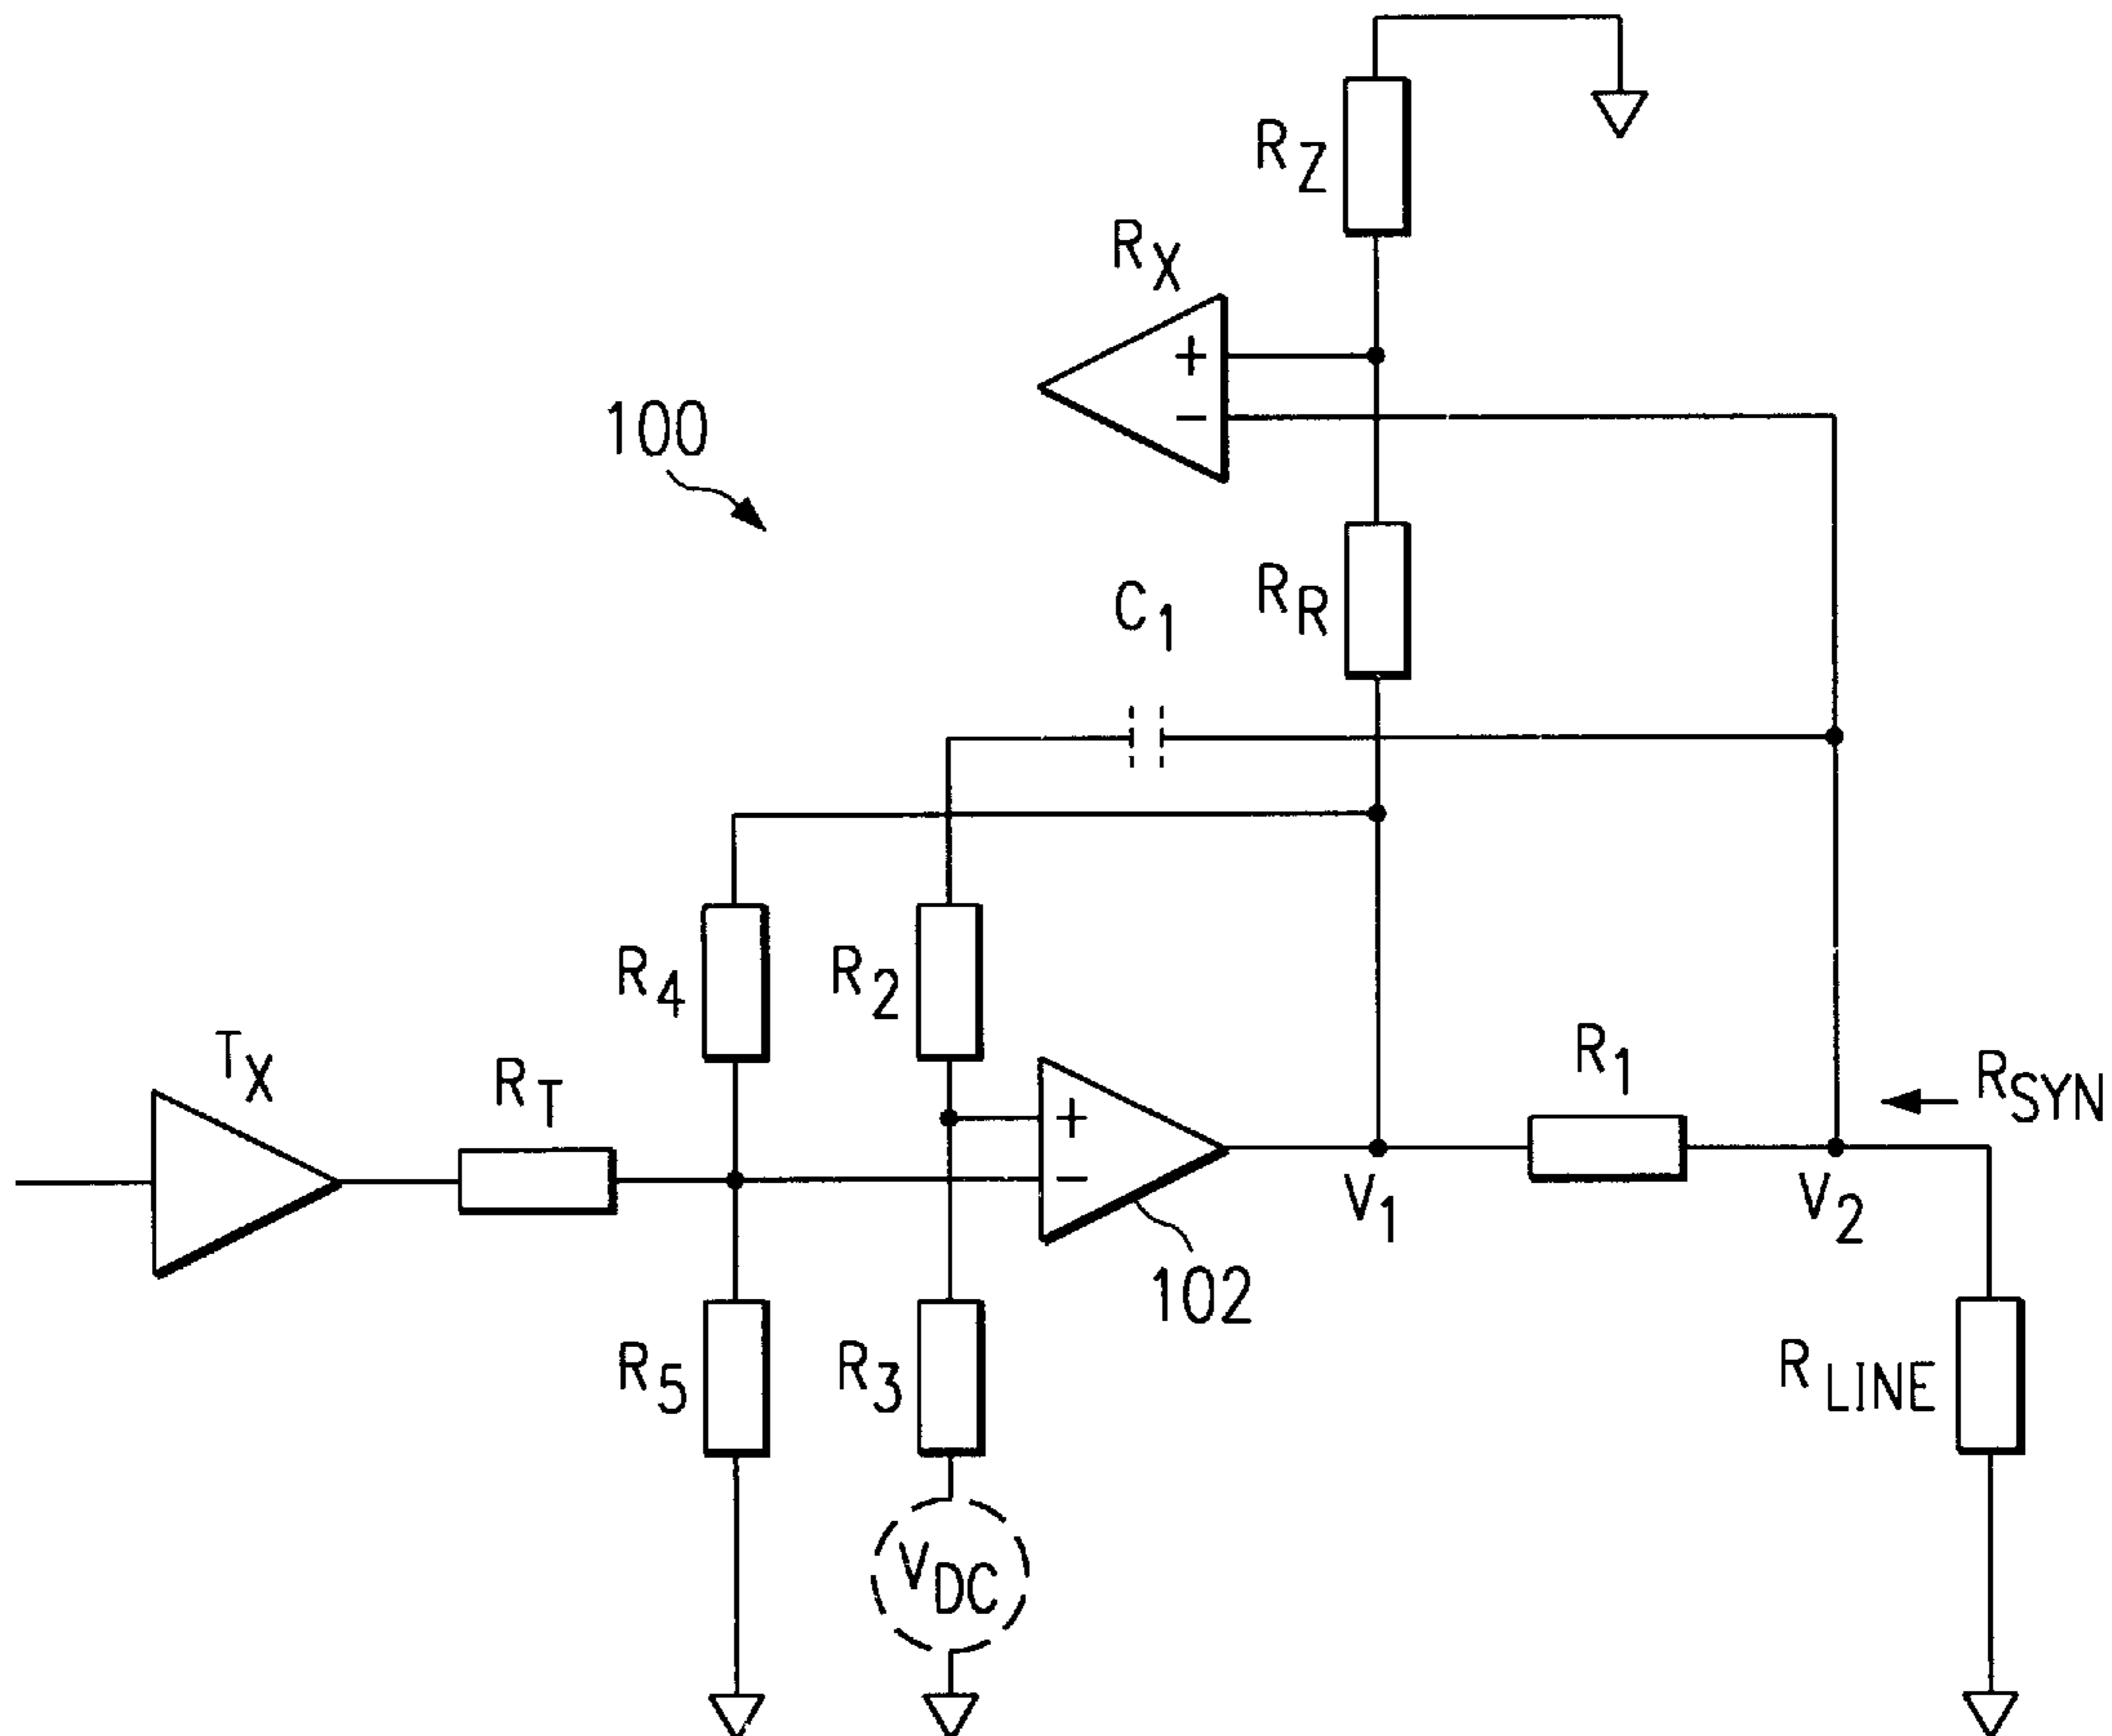 R_Z
R_X
+
−
100
C_1
R_R
R_4
R_2
T_X
R_T
+
−
R_1
R_SYN
V_1
V_2
102
R_5
R_3
R_LINE
V_DC